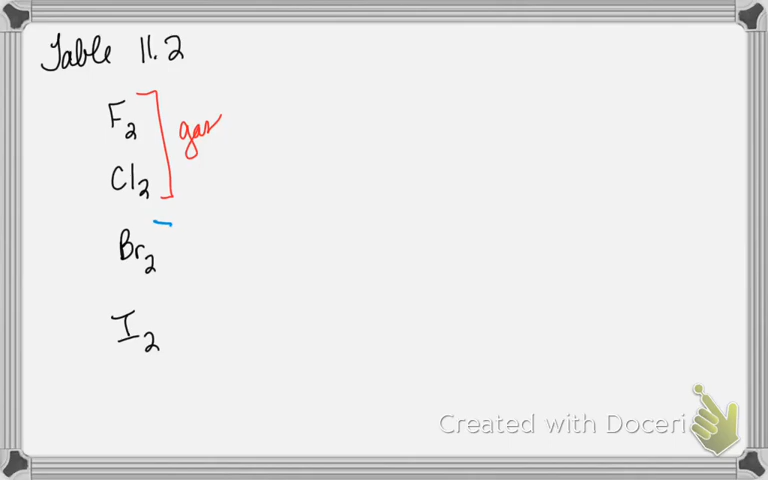 Table 11.2
F₂
gas
Cl₂
Br₂
I₂
Created with Doceri